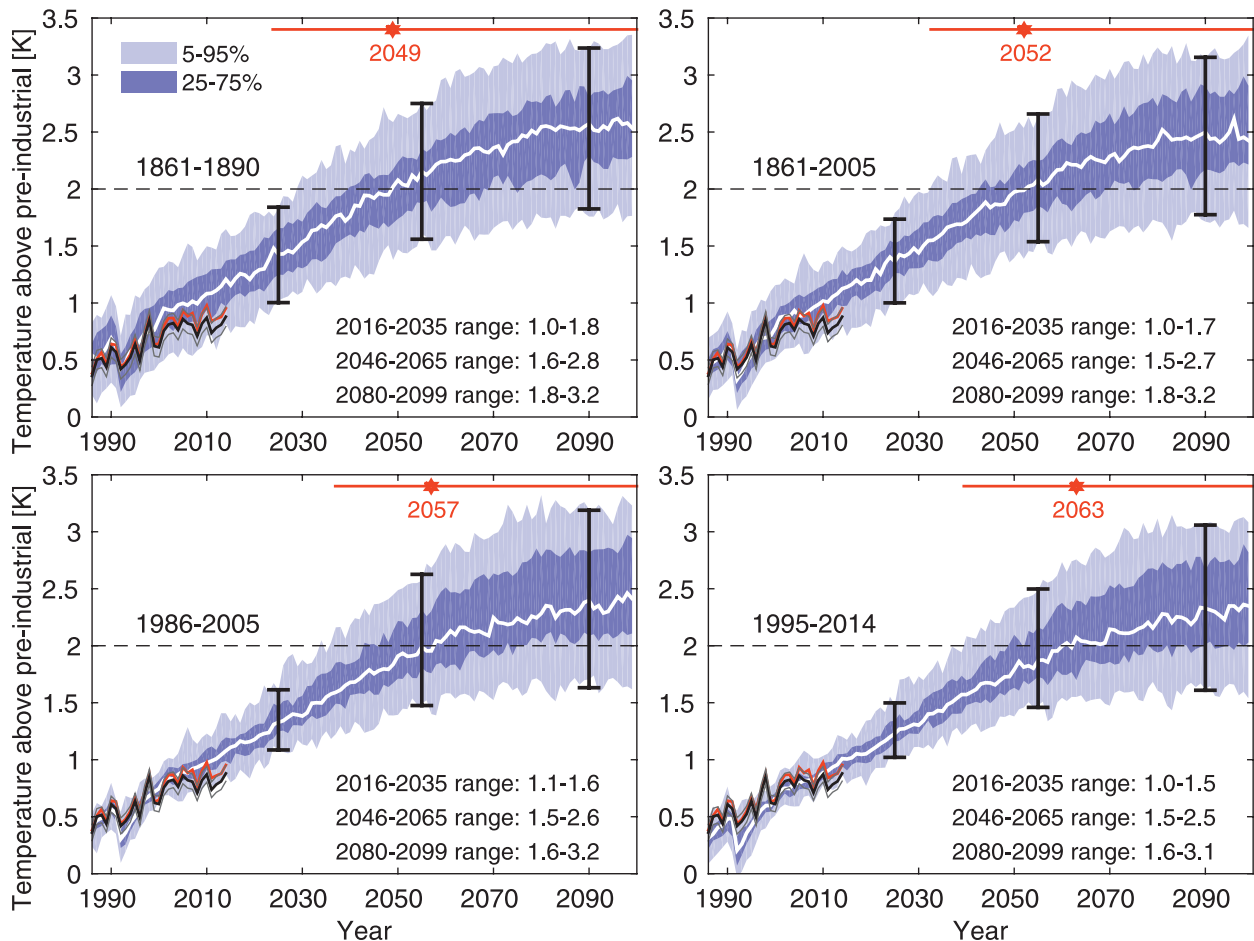 Temperature above pre-industrial [K]
3.5
3
2.5
2
1.5
1
0.5
0
5-95%
25-75%
2049
1861-1890
2016-2035 range: 1.0-1.8
2046-2065 range: 1.6-2.8
2080-2099 range: 1.8-3.2
1990 2010 2030 2050 2070 2090
3.5
3
2.5
2
1.5
1
0.5
0
2052
1861-2005
2016-2035 range: 1.0-1.7
2046-2065 range: 1.5-2.7
2080-2099 range: 1.8-3.2
1990 2010 2030 2050 2070 2090
Temperature above pre-industrial [K]
3.5
3
2.5
2
1.5
1
0.5
0
2057
1986-2005
2016-2035 range: 1.1-1.6
2046-2065 range: 1.5-2.6
2080-2099 range: 1.6-3.2
1990 2010 2030 2050 2070 2090
Year
3.5
3
2.5
2
1.5
1
0.5
0
2063
1995-2014
2016-2035 range: 1.0-1.5
2046-2065 range: 1.5-2.5
2080-2099 range: 1.6-3.1
1990 2010 2030 2050 2070 2090
Year